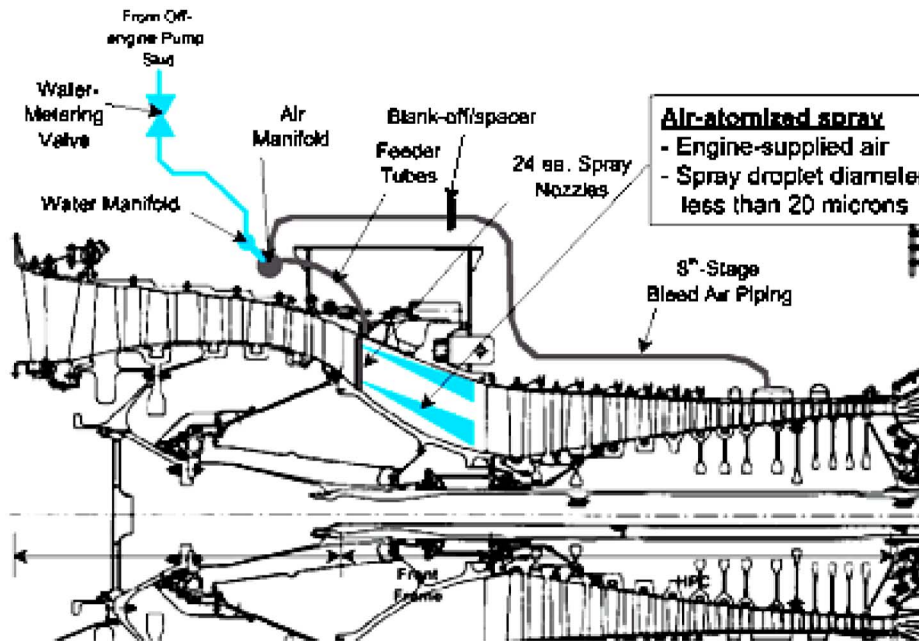 From Off-
engine Pump
Skid
Water-
Metering
Valve
Air
Manifold
Blank-off/spacer
Feeder
Tubes
24 ea. Spray
Nozzles
Water Manifold
Air-atomized spray
- Engine-supplied air
- Spray droplet diamete
less than 20 microns
8th-Stage
Bleed Air Piping
Front
Frame
HPC